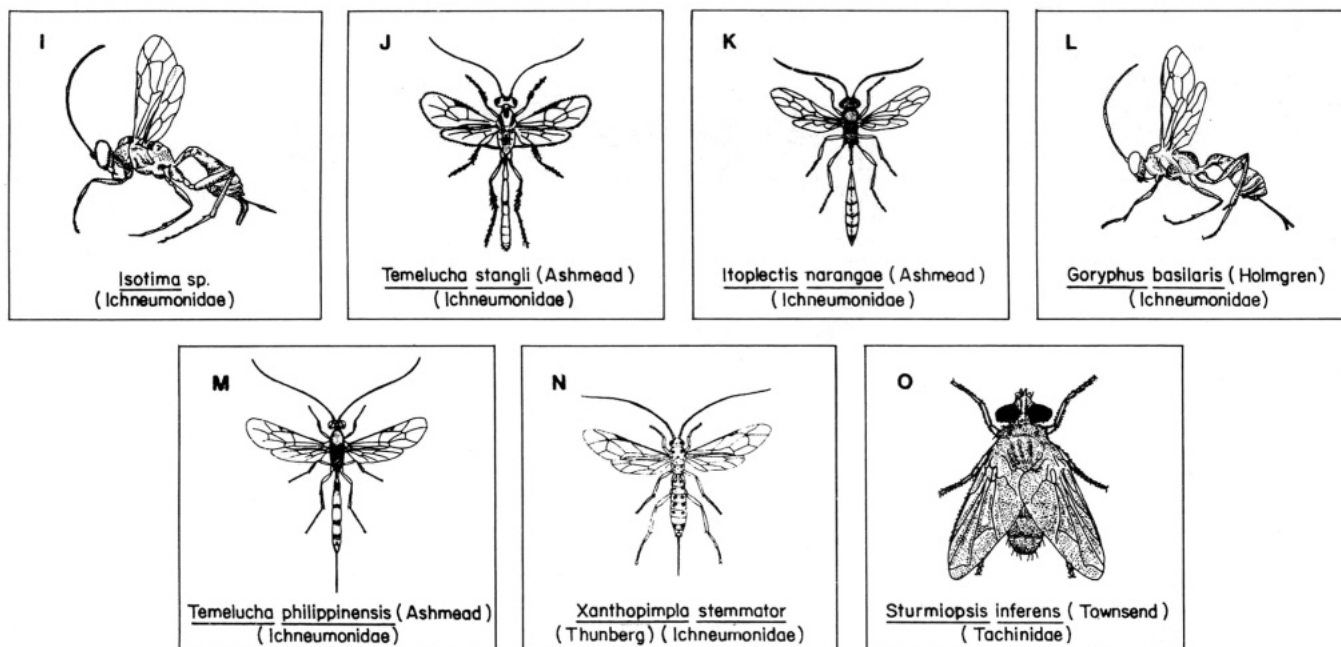 I
Isotima sp.
(Ichneumonidae)
J
Temelucha stangli (Ashmead)
(Ichneumonidae)
K
Itoplectis narangae (Ashmead)
(Ichneumonidae)
L
Goryphus basilaris (Holmgren)
(Ichneumonidae)
M
Temelucha philippinensis (Ashmead)
(Ichneumonidae)
N
Xanthopimpla stemmator
(Thunberg) (Ichneumonidae)
O
Sturmiopsis inferens (Townsend)
(Tachinidae)